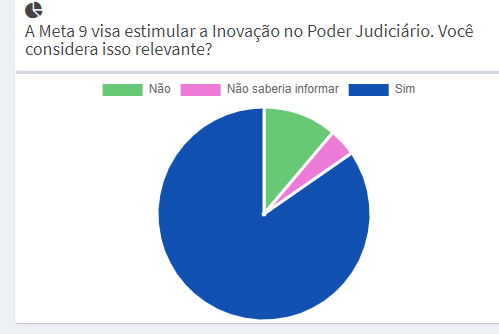 A Meta 9 visa estimular a Inovação no Poder Judiciário. Você
considera isso relevante?
Não Não saberia informar Sim